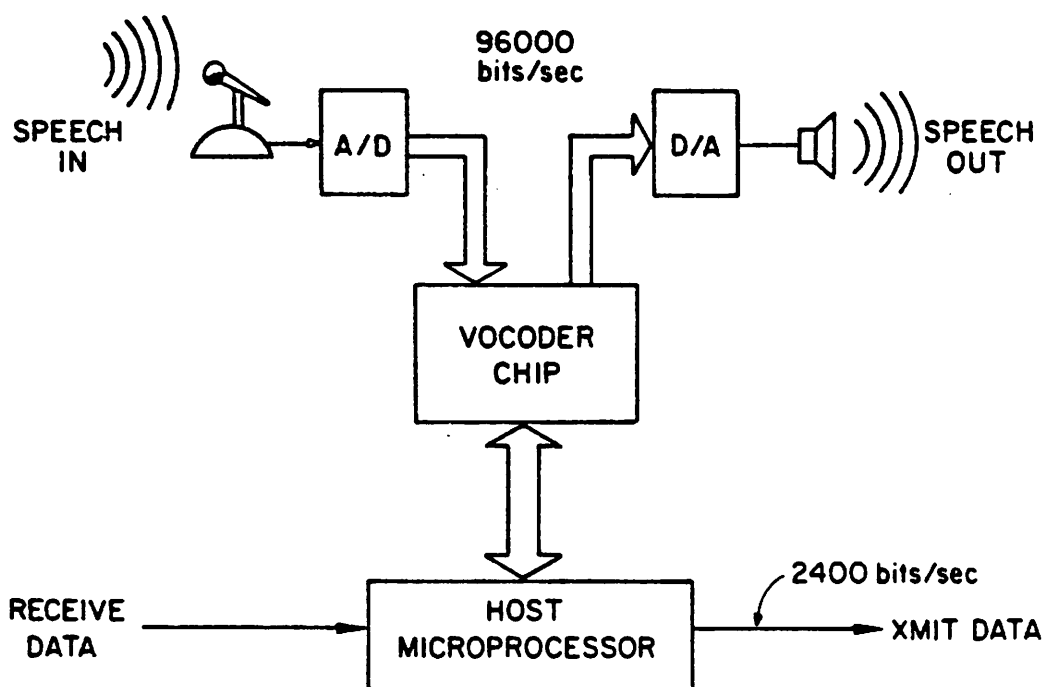 96000
bits/sec
SPEECH
IN
A/D
D/A
SPEECH
OUT
VOCODER
CHIP
2400 bits/sec
RECEIVE
DATA
HOST
MICROPROCESSOR
XMIT DATA